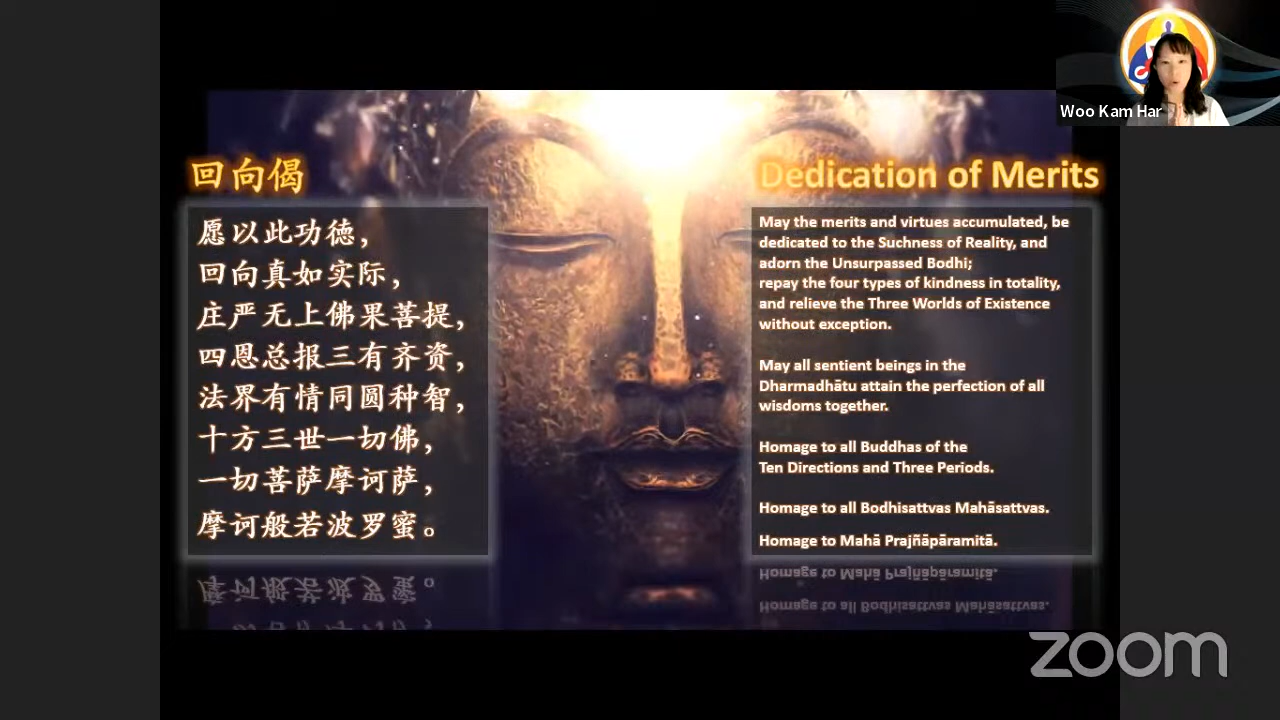 回向偈
愿以此功德，
回向真如实际，
庄严无上佛果菩提，
四恩总报三有齐资，
法界有情同圆种智，
十方三世一切佛，
一切菩萨摩诃萨，
摩诃般若波罗蜜。
Dedication of Merits
May the merits and virtues accumulated, be
dedicated to the Suchness of Reality, and
adorn the Unsurpassed Bodhi;
repay the four types of kindness in totality,
and relieve the Three Worlds of Existence
without exception.
May all sentient beings in the
Dharmadhātu attain the perfection of all
wisdoms together.
Homage to all Buddhas of the
Ten Directions and Three Periods.
Homage to all Bodhisattvas Mahāsattvas.
Homage to Mahā Prajñāpāramitā.
Woo Kam Har
zoom